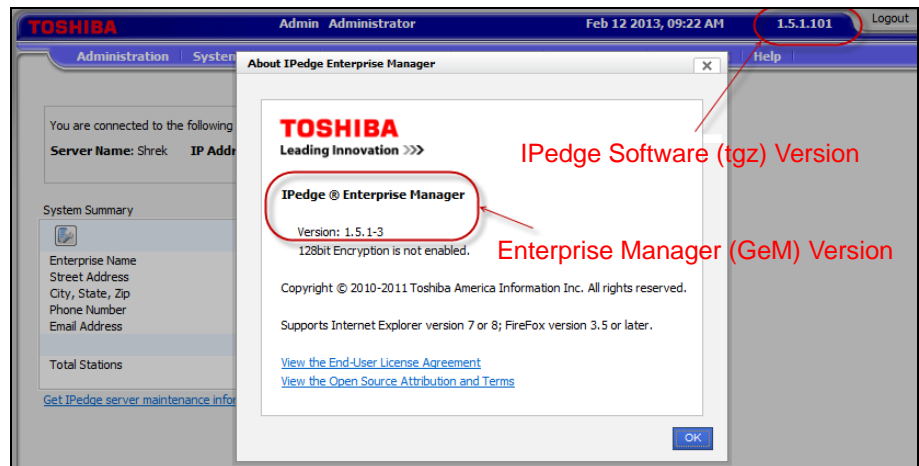 TOSHIBA
Admin Administrator
Feb 12 2013, 09:22 AM
1.5.1.101
Logout
Administration
System
Help
About IPedge Enterprise Manager
You are connected to the following
Server Name: Shrek IP Addr
TOSHIBA
Leading Innovation >>>
IPedge Software (tgz) Version
IPedge ® Enterprise Manager
Version: 1.5.1-3
128bit Encryption is not enabled.
Enterprise Manager (GeM) Version
Copyright © 2010-2011 Toshiba America Information Inc. All rights reserved.
Supports Internet Explorer version 7 or 8; FireFox version 3.5 or later.
View the End-User License Agreement
View the Open Source Attribution and Terms
OK
System Summary
Enterprise Name
Street Address
City, State, Zip
Phone Number
Email Address
Total Stations
Get IPedge server maintenance infor